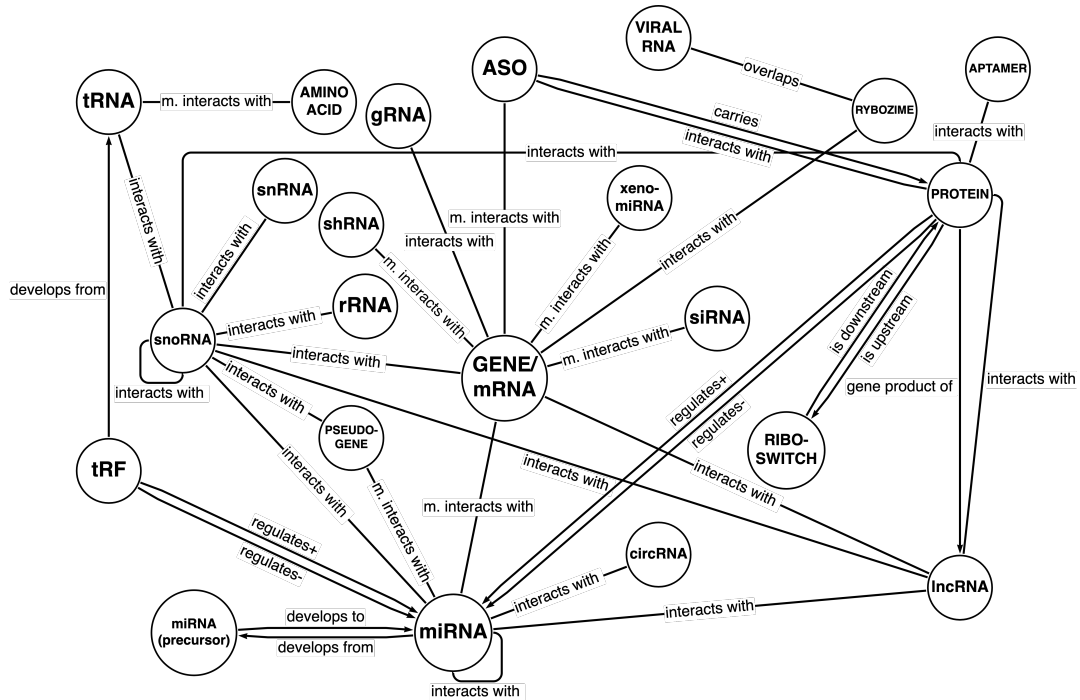 VIRAL
RNA
ASO
APTAMER
overlaps
tRNA
m. interacts with
AMINO
ACID
gRNA
carries
RYBOZIME
interacts with
interacts with
interacts with
snRNA
xeno-
miRNA
PROTEIN
interacts with
shRNA
m. interacts with
interacts with
interacts with
interacts with
m. interacts with
m. interacts with
develops from
rRNA
interacts with
siRNA
m. interacts with
is downstream
is upstream
snoRNA
interacts with
GENE/
mRNA
interacts with
interacts with
regulates+
regulates-
gene product of
interacts with
PSEUDO-
GENE
RIBO-
SWITCH
tRF
interacts with
interacts with
interacts with
m. interacts with
m. interacts with
regulates+
regulates-
circRNA
interacts with
lncRNA
interacts with
miRNA
(precursor)
develops to
develops from
miRNA
interacts with